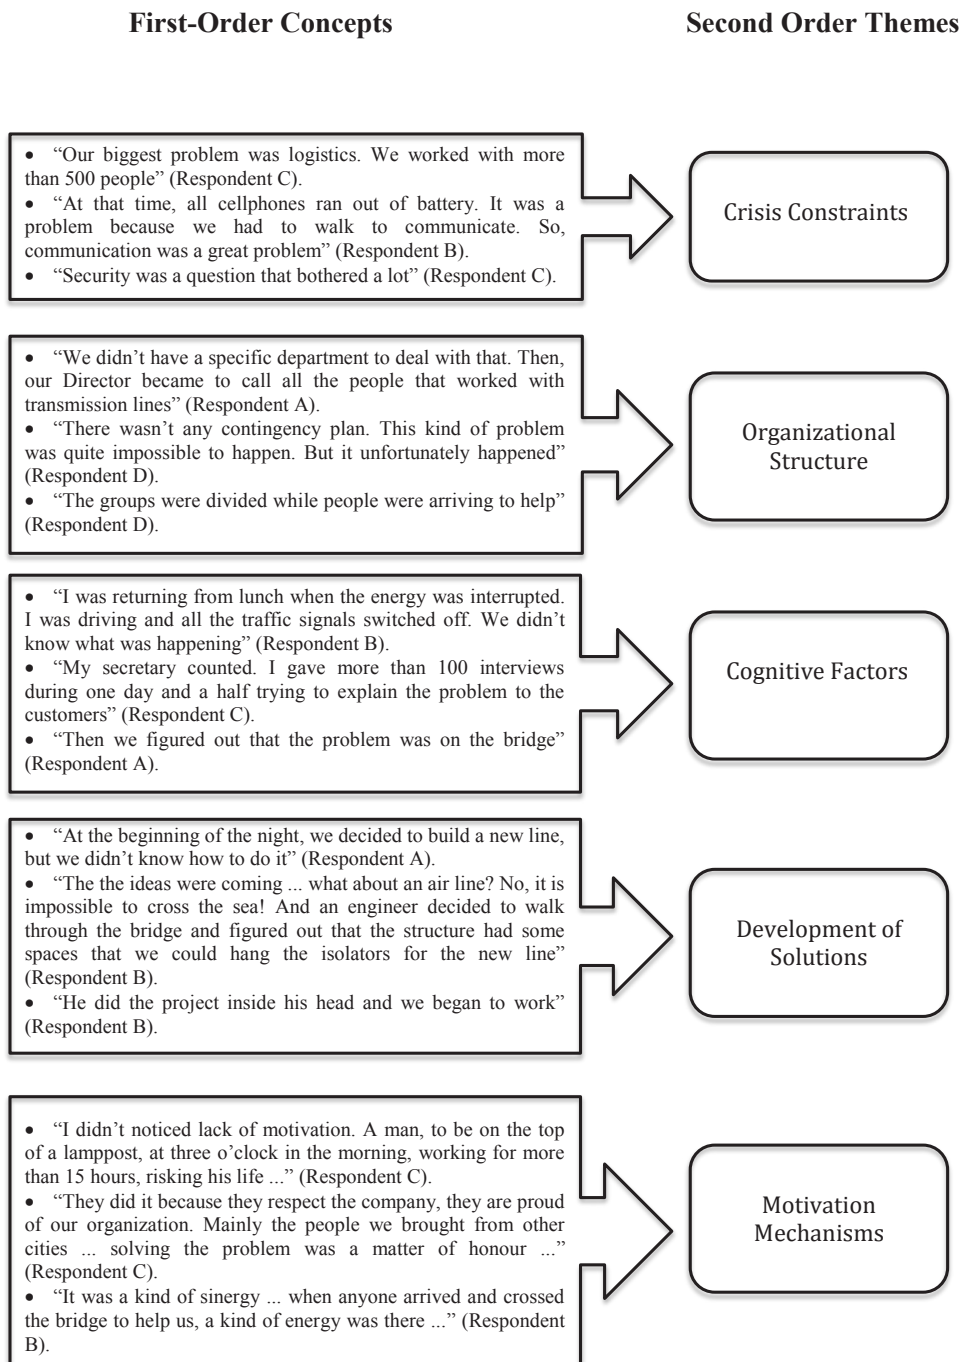 First-Order Concepts
Second Order Themes
• “Our biggest problem was logistics. We worked with more
than 500 people” (Respondent C).
• “At that time, all cellphones ran out of battery. It was a
problem because we had to walk to communicate. So,
communication was a great problem” (Respondent B).
• “Security was a question that bothered a lot” (Respondent C).
Crisis Constraints
• “We didn’t have a specific department to deal with that. Then,
our Director became to call all the people that worked with
transmission lines” (Respondent A).
• “There wasn’t any contingency plan. This kind of problem
was quite impossible to happen. But it unfortunately happened”
(Respondent D).
• “The groups were divided while people were arriving to help”
(Respondent D).
Organizational
Structure
• “I was returning from lunch when the energy was interrupted.
I was driving and all the traffic signals switched off. We didn’t
know what was happening” (Respondent B).
• “My secretary counted. I gave more than 100 interviews
during one day and a half trying to explain the problem to the
customers” (Respondent C).
• “Then we figured out that the problem was on the bridge”
(Respondent A).
Cognitive Factors
• “At the beginning of the night, we decided to build a new line,
but we didn’t know how to do it” (Respondent A).
• “The the ideas were coming ... what about an air line? No, it is
impossible to cross the sea! And an engineer decided to walk
through the bridge and figured out that the structure had some
spaces that we could hang the isolators for the new line”
(Respondent B).
• “He did the project inside his head and we began to work”
(Respondent B).
Development of
Solutions
• “I didn’t noticed lack of motivation. A man, to be on the top
of a lamppost, at three o’clock in the morning, working for more
than 15 hours, risking his life ...” (Respondent C).
• “They did it because they respect the company, they are proud
of our organization. Mainly the people we brought from other
cities ... solving the problem was a matter of honour ...”
(Respondent C).
• “It was a kind of sinergy ... when anyone arrived and crossed
the bridge to help us, a kind of energy was there ...” (Respondent
B).
Motivation
Mechanisms